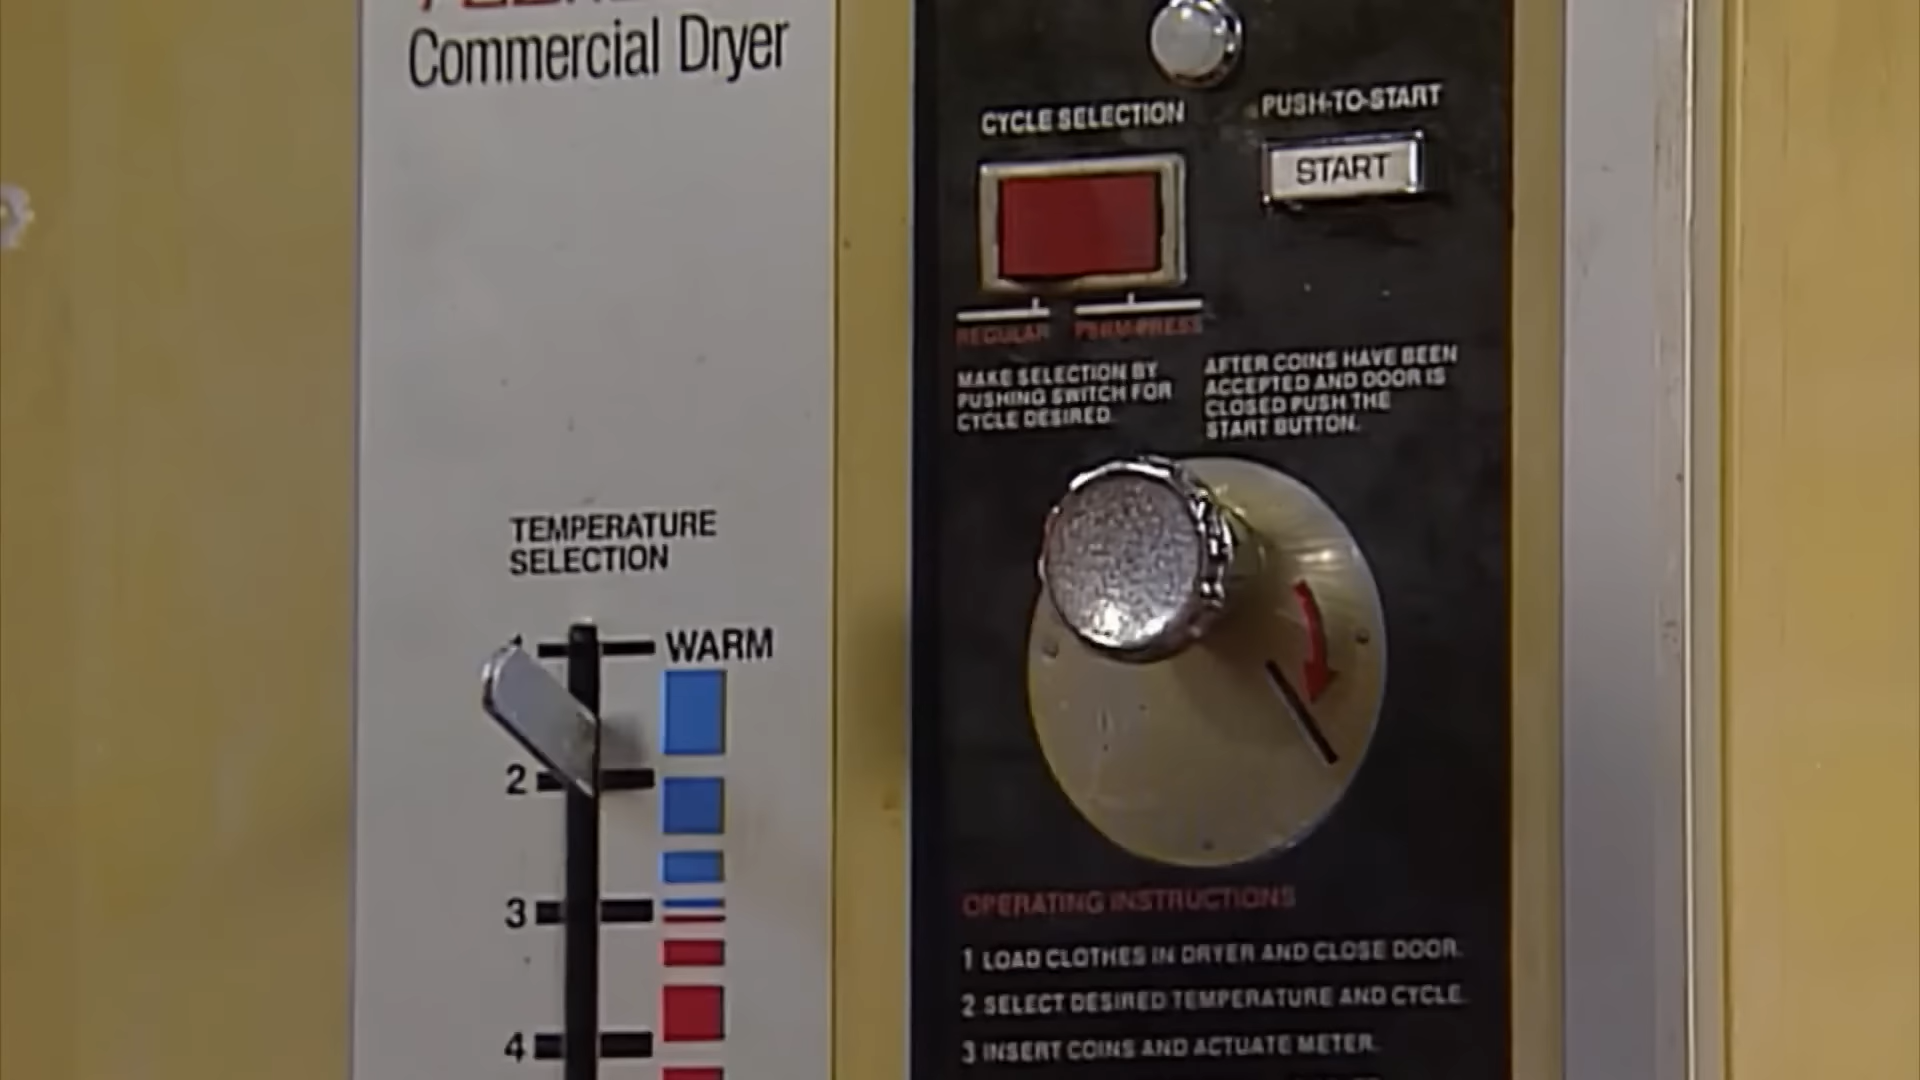 Commercial Dryer
CYCLE SELECTION
PUSH-TO-START
START
REGULAR
PERM-PRESS
MAKE SELECTION BY
PUSHING SWITCH FOR
CYCLE DESIRED.
AFTER COINS HAVE BEEN
ACCEPTED AND DOOR IS
CLOSED PUSH THE
START BUTTON.
TEMPERATURE
SELECTION
1 WARM
2
3
4
OPERATING INSTRUCTIONS
1 LOAD CLOTHES IN DRYER AND CLOSE DOOR.
2 SELECT DESIRED TEMPERATURE AND CYCLE.
3 INSERT COINS AND ACTUATE METER.